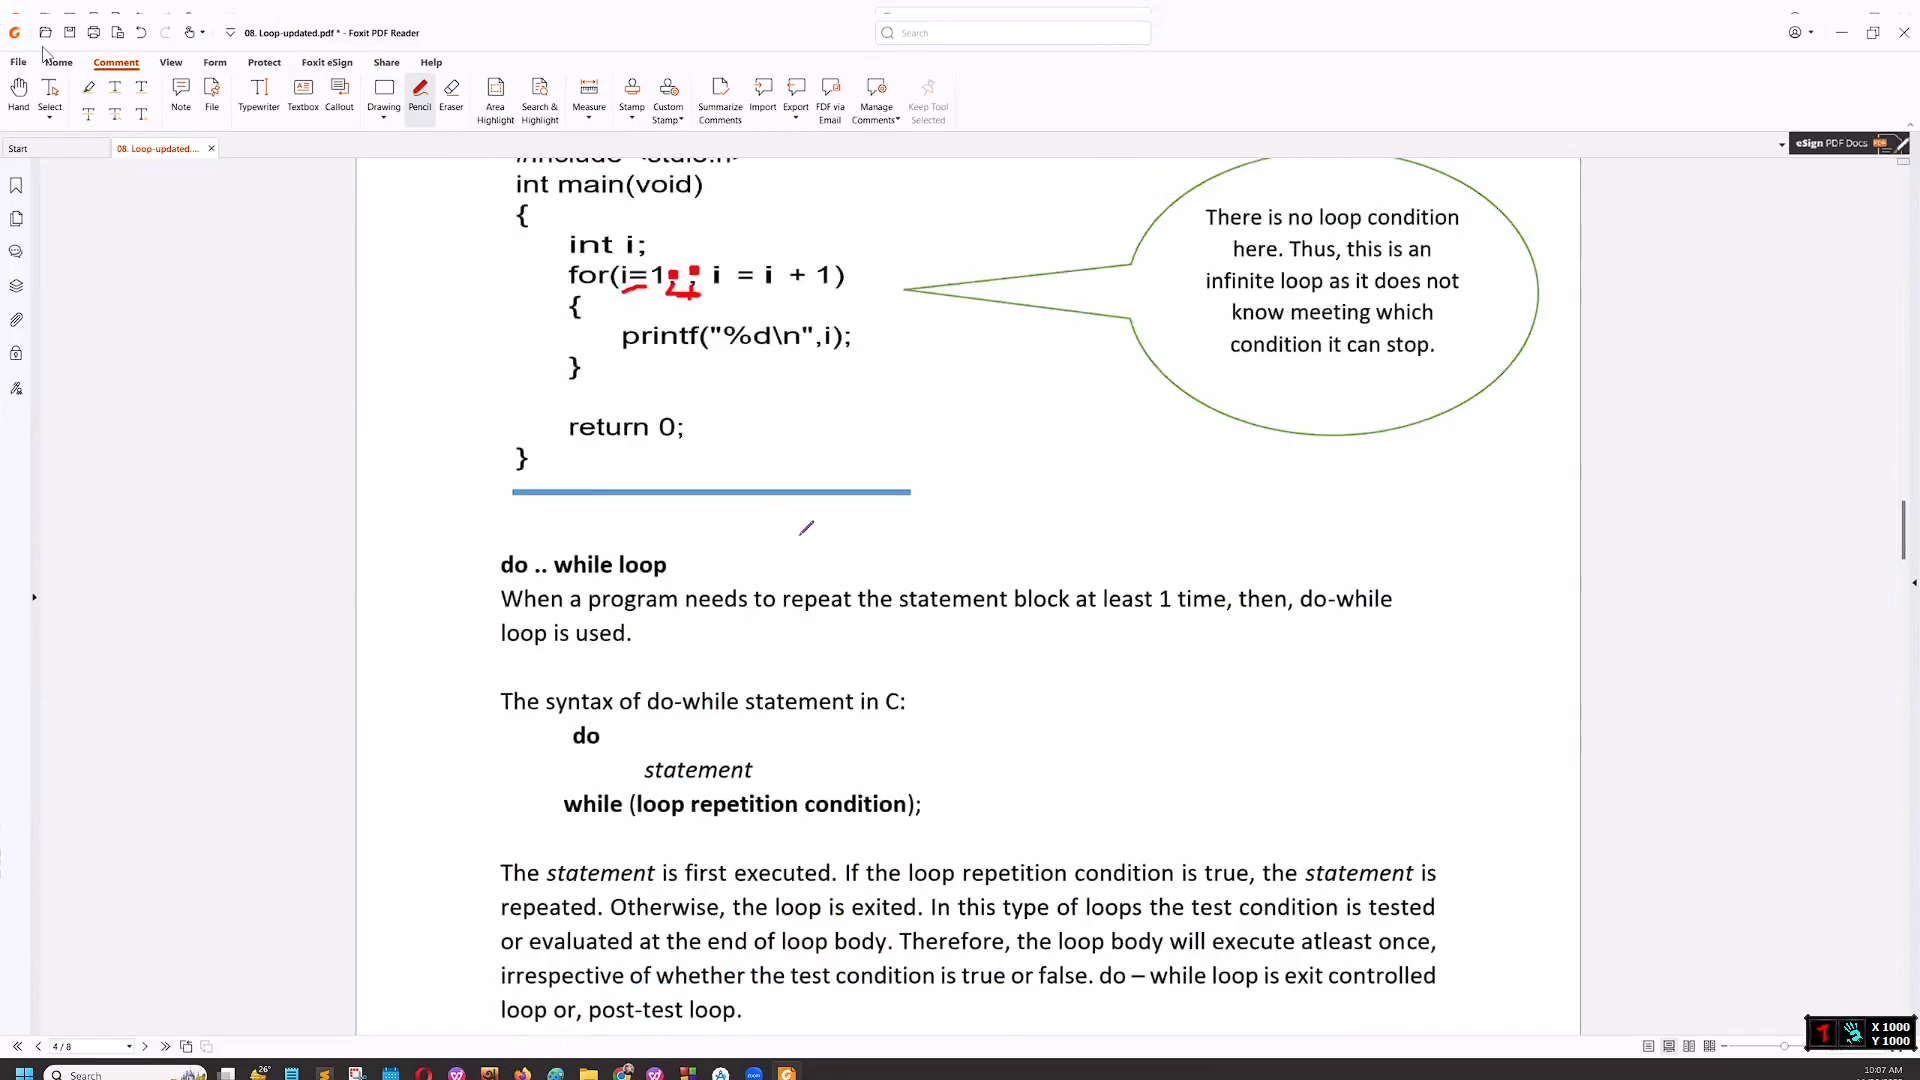 08. Loop-updated.pdf * - Foxit PDF Reader
Search
File Home Comment View Form Protect Foxit eSign Share Help
Hand Select Note File Typewriter Textbox Callout Drawing Pencil Eraser Area Highlight Search & Highlight Measure Stamp Custom Stamp Summarize Comments Import Export FDF via Email Manage Comments Keep Tool Selected
Start 08. Loop-updated.... eSign PDF Docs
int main(void)
{
int i;
for(i=1; ; i = i + 1)
{
printf("%d\n",i);
}
return 0;
}
There is no loop condition
here. Thus, this is an
infinite loop as it does not
know meeting which
condition it can stop.
do .. while loop
When a program needs to repeat the statement block at least 1 time, then, do-while
loop is used.
The syntax of do-while statement in C:
do
statement
while (loop repetition condition);
The statement is first executed. If the loop repetition condition is true, the statement is
repeated. Otherwise, the loop is exited. In this type of loops the test condition is tested
or evaluated at the end of loop body. Therefore, the loop body will execute atleast once,
irrespective of whether the test condition is true or false. do – while loop is exit controlled
loop or, post-test loop.
4 / 8
X 1000
Y 1000
Search
26°
10:07 AM